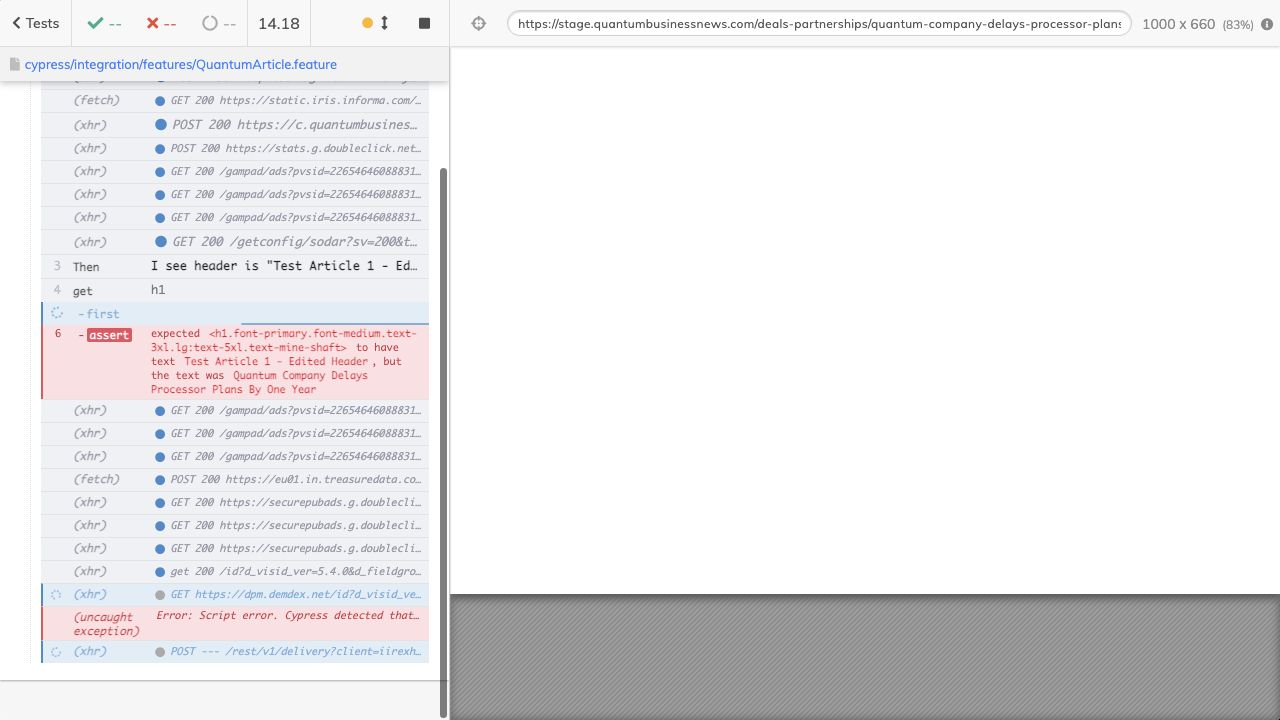 Tests -- -- -- 14.18
https://stage.quantumbusinessnews.com/deals-partnerships/quantum-company-delays-processor-plans 1000 x 660 (83%)
cypress/integration/features/QuantumArticle.feature
(fetch) GET 200 https://static.iris.informa.com/…
(xhr) POST 200 https://c.quantumbusines…
(xhr) POST 200 https://stats.g.doubleclick.net…
(xhr) GET 200 /gampad/ads?pvsid=22654646088831…
(xhr) GET 200 /gampad/ads?pvsid=22654646088831…
(xhr) GET 200 /gampad/ads?pvsid=22654646088831…
(xhr) GET 200 /getconfig/sodar?sv=200&t…
3 Then I see header is "Test Article 1 - Ed…
4 get h1
-first
6 -assert expected <h1.font-primary.font-medium.text-
3xl.lg:text-5xl.text-mine-shaft> to have
text Test Article 1 - Edited Header, but
the text was Quantum Company Delays
Processor Plans By One Year
(xhr) GET 200 /gampad/ads?pvsid=22654646088831…
(xhr) GET 200 /gampad/ads?pvsid=22654646088831…
(xhr) GET 200 /gampad/ads?pvsid=22654646088831…
(fetch) POST 200 https://eu01.in.treasuredata.co…
(xhr) GET 200 https://securepubads.g.doublecli…
(xhr) GET 200 https://securepubads.g.doublecli…
(xhr) GET 200 https://securepubads.g.doublecli…
(xhr) get 200 /id?d_visid_ver=5.4.0&d_fieldgro…
(xhr) GET https://dpm.demdex.net/id?d_visid_ve…
(uncaught Error: Script error. Cypress detected that…
exception)
(xhr) POST --- /rest/v1/delivery?client=iirexh…